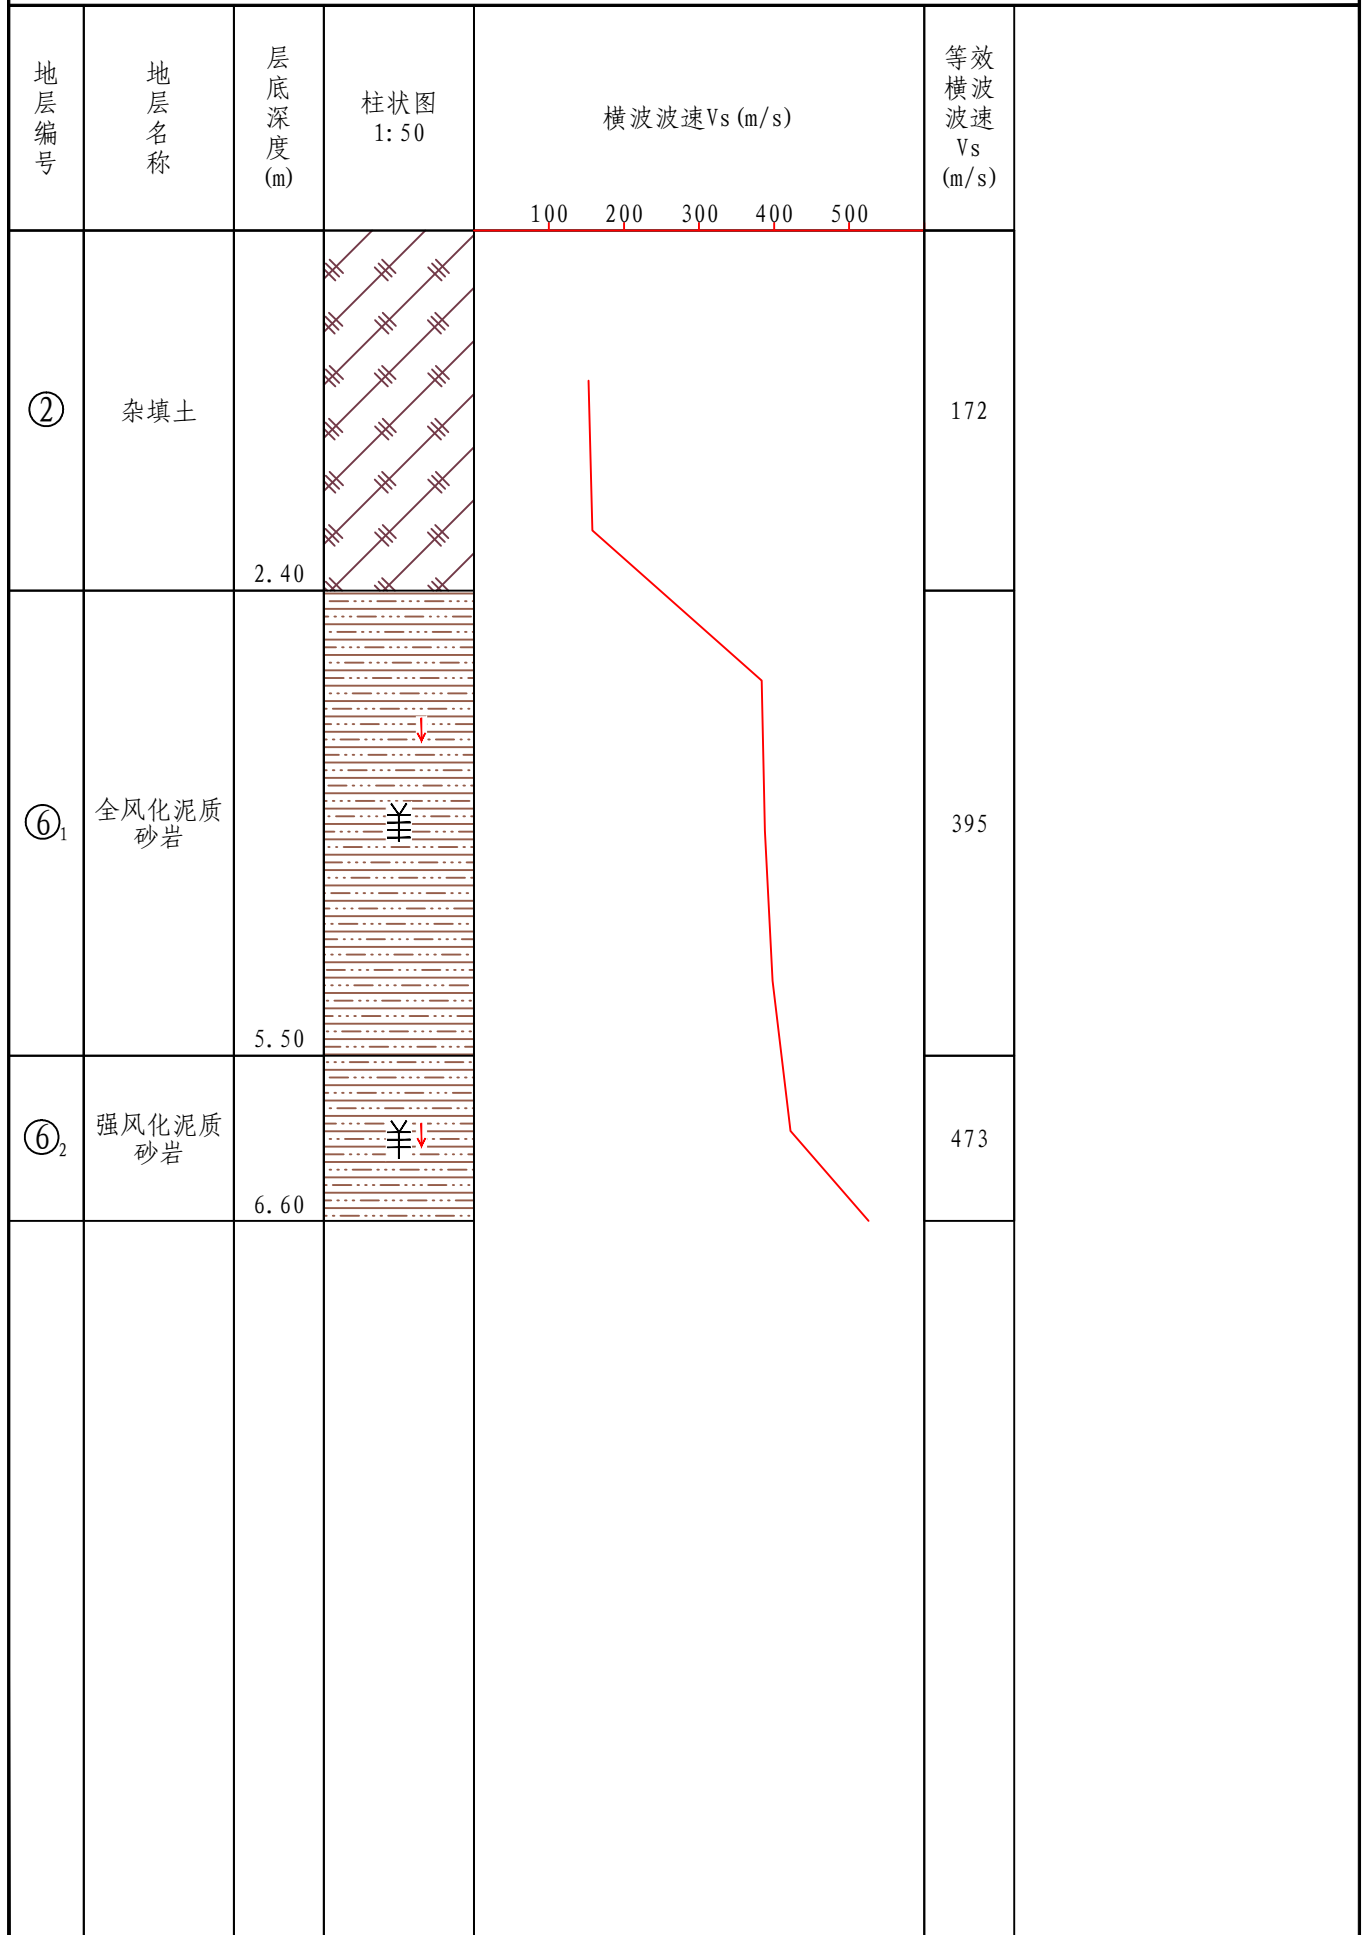 地层编号
地层名称
层底深度(m)
柱状图
1:50
横波波速Vs(m/s)
等效
横波
波速
Vs
(m/s)
100 200 300 400 500
②
杂填土
2.40
172
⑥1
全风化泥质
砂岩
5.50
395
⑥2
强风化泥质
砂岩
6.60
473